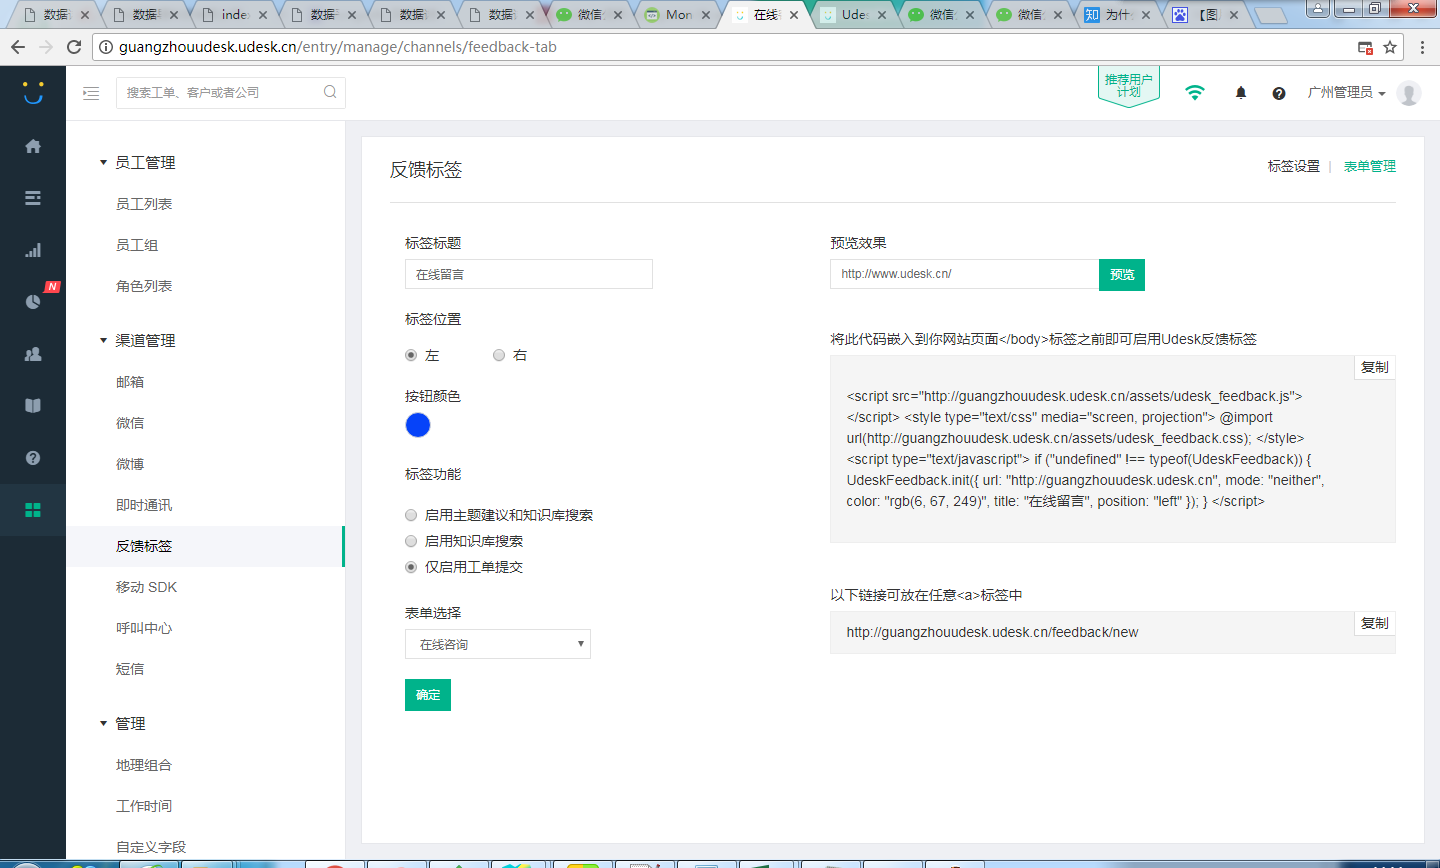 数据
数据
inde
数据
数据
数据
微信
Mon
在线
Udes
微信
微信
为什
【图
guangzhouudesk.udesk.cn/entry/manage/channels/feedback-tab
搜索工单、客户或者公司
推荐用户
计划
广州管理员
N
员工管理
员工列表
员工组
角色列表
渠道管理
邮箱
微信
微博
即时通讯
反馈标签
移动 SDK
呼叫中心
短信
管理
地理组合
工作时间
自定义字段
反馈标签
标签设置 | 表单管理
标签标题
在线留言
标签位置
左 右
按钮颜色
标签功能
启用主题建议和知识库搜索
启用知识库搜索
仅启用工单提交
表单选择
在线咨询
确定
预览效果
http://www.udesk.cn/ 预览
将此代码嵌入到你网站页面</body>标签之前即可启用Udesk反馈标签
复制
<script src="http://guangzhouudesk.udesk.cn/assets/udesk_feedback.js">
</script> <style type="text/css" media="screen, projection"> @import
url(http://guangzhouudesk.udesk.cn/assets/udesk_feedback.css); </style>
<script type="text/javascript"> if ("undefined" !== typeof(UdeskFeedback)) {
UdeskFeedback.init({ url: "http://guangzhouudesk.udesk.cn", mode: "neither",
color: "rgb(6, 67, 249)", title: "在线留言", position: "left" }); } </script>
以下链接可放在任意<a>标签中
复制
http://guangzhouudesk.udesk.cn/feedback/new